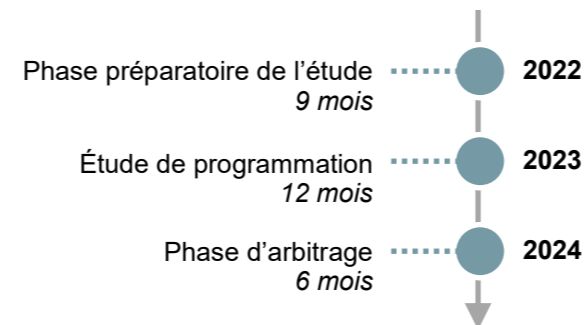 Phase préparatoire de l’étude 2022
9 mois
Étude de programmation 2023
12 mois
Phase d’arbitrage 2024
6 mois